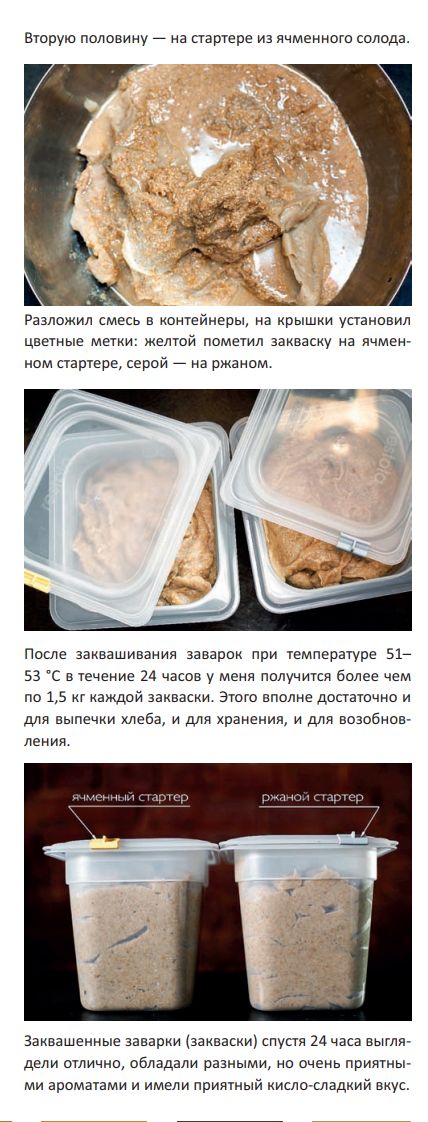 Вторую половину — на стартере из ячменного солода.
Разложил смесь в контейнеры, на крышки установил
цветные метки: желтой пометил закваску на ячмен-
ном стартере, серой — на ржаном.
После заквашивания заварок при температуре 51–
53 °C в течение 24 часов у меня получится более чем
по 1,5 кг каждой закваски. Этого вполне достаточно и
для выпечки хлеба, и для хранения, и для возобнов-
ления.
ячменный стартер
ржаной стартер
Заквашенные заварки (закваски) спустя 24 часа выгля-
дели отлично, обладали разными, но очень приятны-
ми ароматами и имели приятный кисло-сладкий вкус.